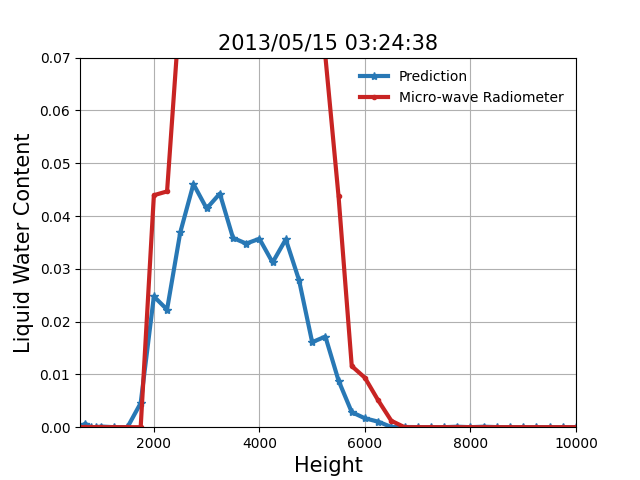 2013/05/15 03:24:38
Prediction
Micro-wave Radiometer
Liquid Water Content
0.07
0.06
0.05
0.04
0.03
0.02
0.01
0.00
2000 4000 6000 8000 10000
Height